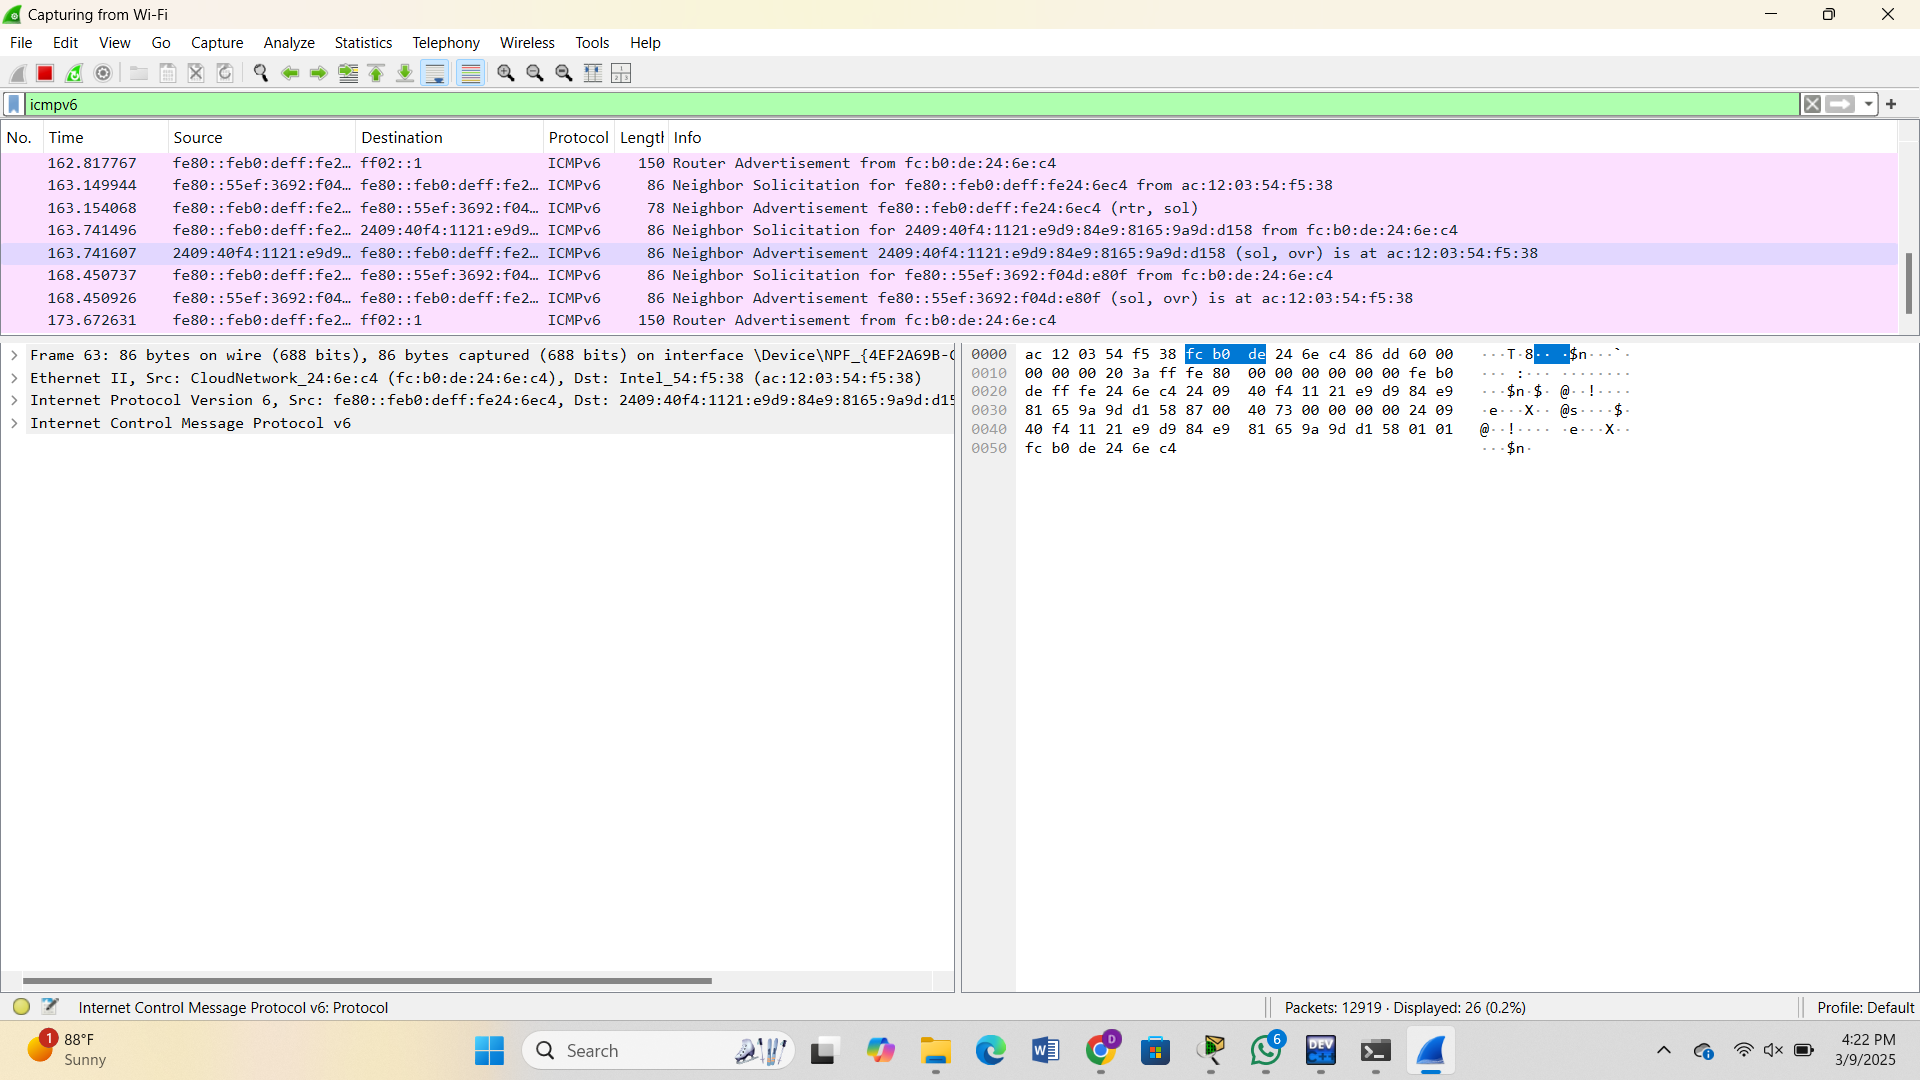 Capturing from Wi-Fi
File Edit View Go Capture Analyze Statistics Telephony Wireless Tools Help
icmpv6
No. Time Source Destination Protocol Length Info
162.817767 fe80::feb0:deff:fe2… ff02::1 ICMPv6 150 Router Advertisement from fc:b0:de:24:6e:c4
163.149944 fe80::55ef:3692:f04… fe80::feb0:deff:fe2… ICMPv6 86 Neighbor Solicitation for fe80::feb0:deff:fe24:6ec4 from ac:12:03:54:f5:38
163.154068 fe80::feb0:deff:fe2… fe80::55ef:3692:f04… ICMPv6 78 Neighbor Advertisement fe80::feb0:deff:fe24:6ec4 (rtr, sol)
163.741496 fe80::feb0:deff:fe2… 2409:40f4:1121:e9d9… ICMPv6 86 Neighbor Solicitation for 2409:40f4:1121:e9d9:84e9:8165:9a9d:d158 from fc:b0:de:24:6e:c4
163.741607 2409:40f4:1121:e9d9… fe80::feb0:deff:fe2… ICMPv6 86 Neighbor Advertisement 2409:40f4:1121:e9d9:84e9:8165:9a9d:d158 (sol, ovr) is at ac:12:03:54:f5:38
168.450737 fe80::feb0:deff:fe2… fe80::55ef:3692:f04… ICMPv6 86 Neighbor Solicitation for fe80::55ef:3692:f04d:e80f from fc:b0:de:24:6e:c4
168.450926 fe80::55ef:3692:f04… fe80::feb0:deff:fe2… ICMPv6 86 Neighbor Advertisement fe80::55ef:3692:f04d:e80f (sol, ovr) is at ac:12:03:54:f5:38
173.672631 fe80::feb0:deff:fe2… ff02::1 ICMPv6 150 Router Advertisement from fc:b0:de:24:6e:c4
Frame 63: 86 bytes on wire (688 bits), 86 bytes captured (688 bits) on interface \Device\NPF_{4EF2A69B-C
Ethernet II, Src: CloudNetwork_24:6e:c4 (fc:b0:de:24:6e:c4), Dst: Intel_54:f5:38 (ac:12:03:54:f5:38)
Internet Protocol Version 6, Src: fe80::feb0:deff:fe24:6ec4, Dst: 2409:40f4:1121:e9d9:84e9:8165:9a9d:d15
Internet Control Message Protocol v6
0000 ac 12 03 54 f5 38 fc b0 de 24 6e c4 86 dd 60 00 ···T·8·· ·$n···`·
0010 00 00 00 20 3a ff fe 80 00 00 00 00 00 00 fe b0 ··· :··· ········
0020 de ff fe 24 6e c4 24 09 40 f4 11 21 e9 d9 84 e9 ···$n·$· @··!····
0030 81 65 9a 9d d1 58 87 00 40 73 00 00 00 00 24 09 ·e···X·· @s····$·
0040 40 f4 11 21 e9 d9 84 e9 81 65 9a 9d d1 58 01 01 @··!···· ·e···X··
0050 fc b0 de 24 6e c4 ···$n·
Internet Control Message Protocol v6: Protocol
Packets: 12919 · Displayed: 26 (0.2%)
Profile: Default
1
88°F
Sunny
Search
D
6
DEV
4:22 PM
3/9/2025